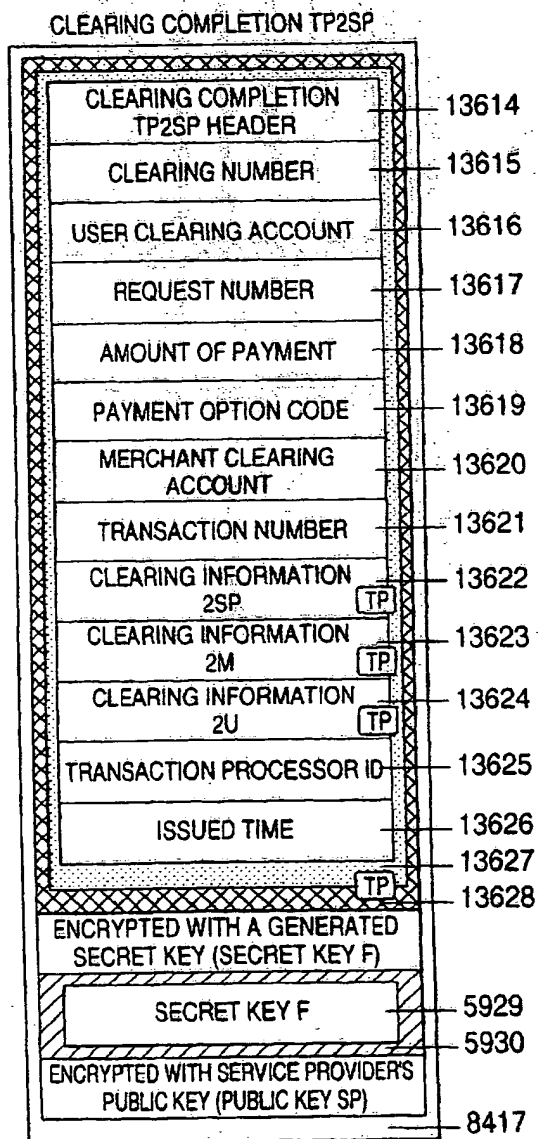 CLEARING COMPLETION TP2SP
CLEARING COMPLETION
TP2SP HEADER
13614
CLEARING NUMBER
13615
USER CLEARING ACCOUNT
13616
REQUEST NUMBER
13617
AMOUNT OF PAYMENT
13618
PAYMENT OPTION CODE
13619
MERCHANT CLEARING
ACCOUNT
13620
TRANSACTION NUMBER
13621
CLEARING INFORMATION
2SP
TP
13622
CLEARING INFORMATION
2M
TP
13623
CLEARING INFORMATION
2U
TP
13624
TRANSACTION PROCESSOR ID
13625
ISSUED TIME
13626
13627
TP
13628
ENCRYPTED WITH A GENERATED
SECRET KEY (SECRET KEY F)
SECRET KEY F
5929
5930
ENCRYPTED WITH SERVICE PROVIDER'S
PUBLIC KEY (PUBLIC KEY SP)
8417